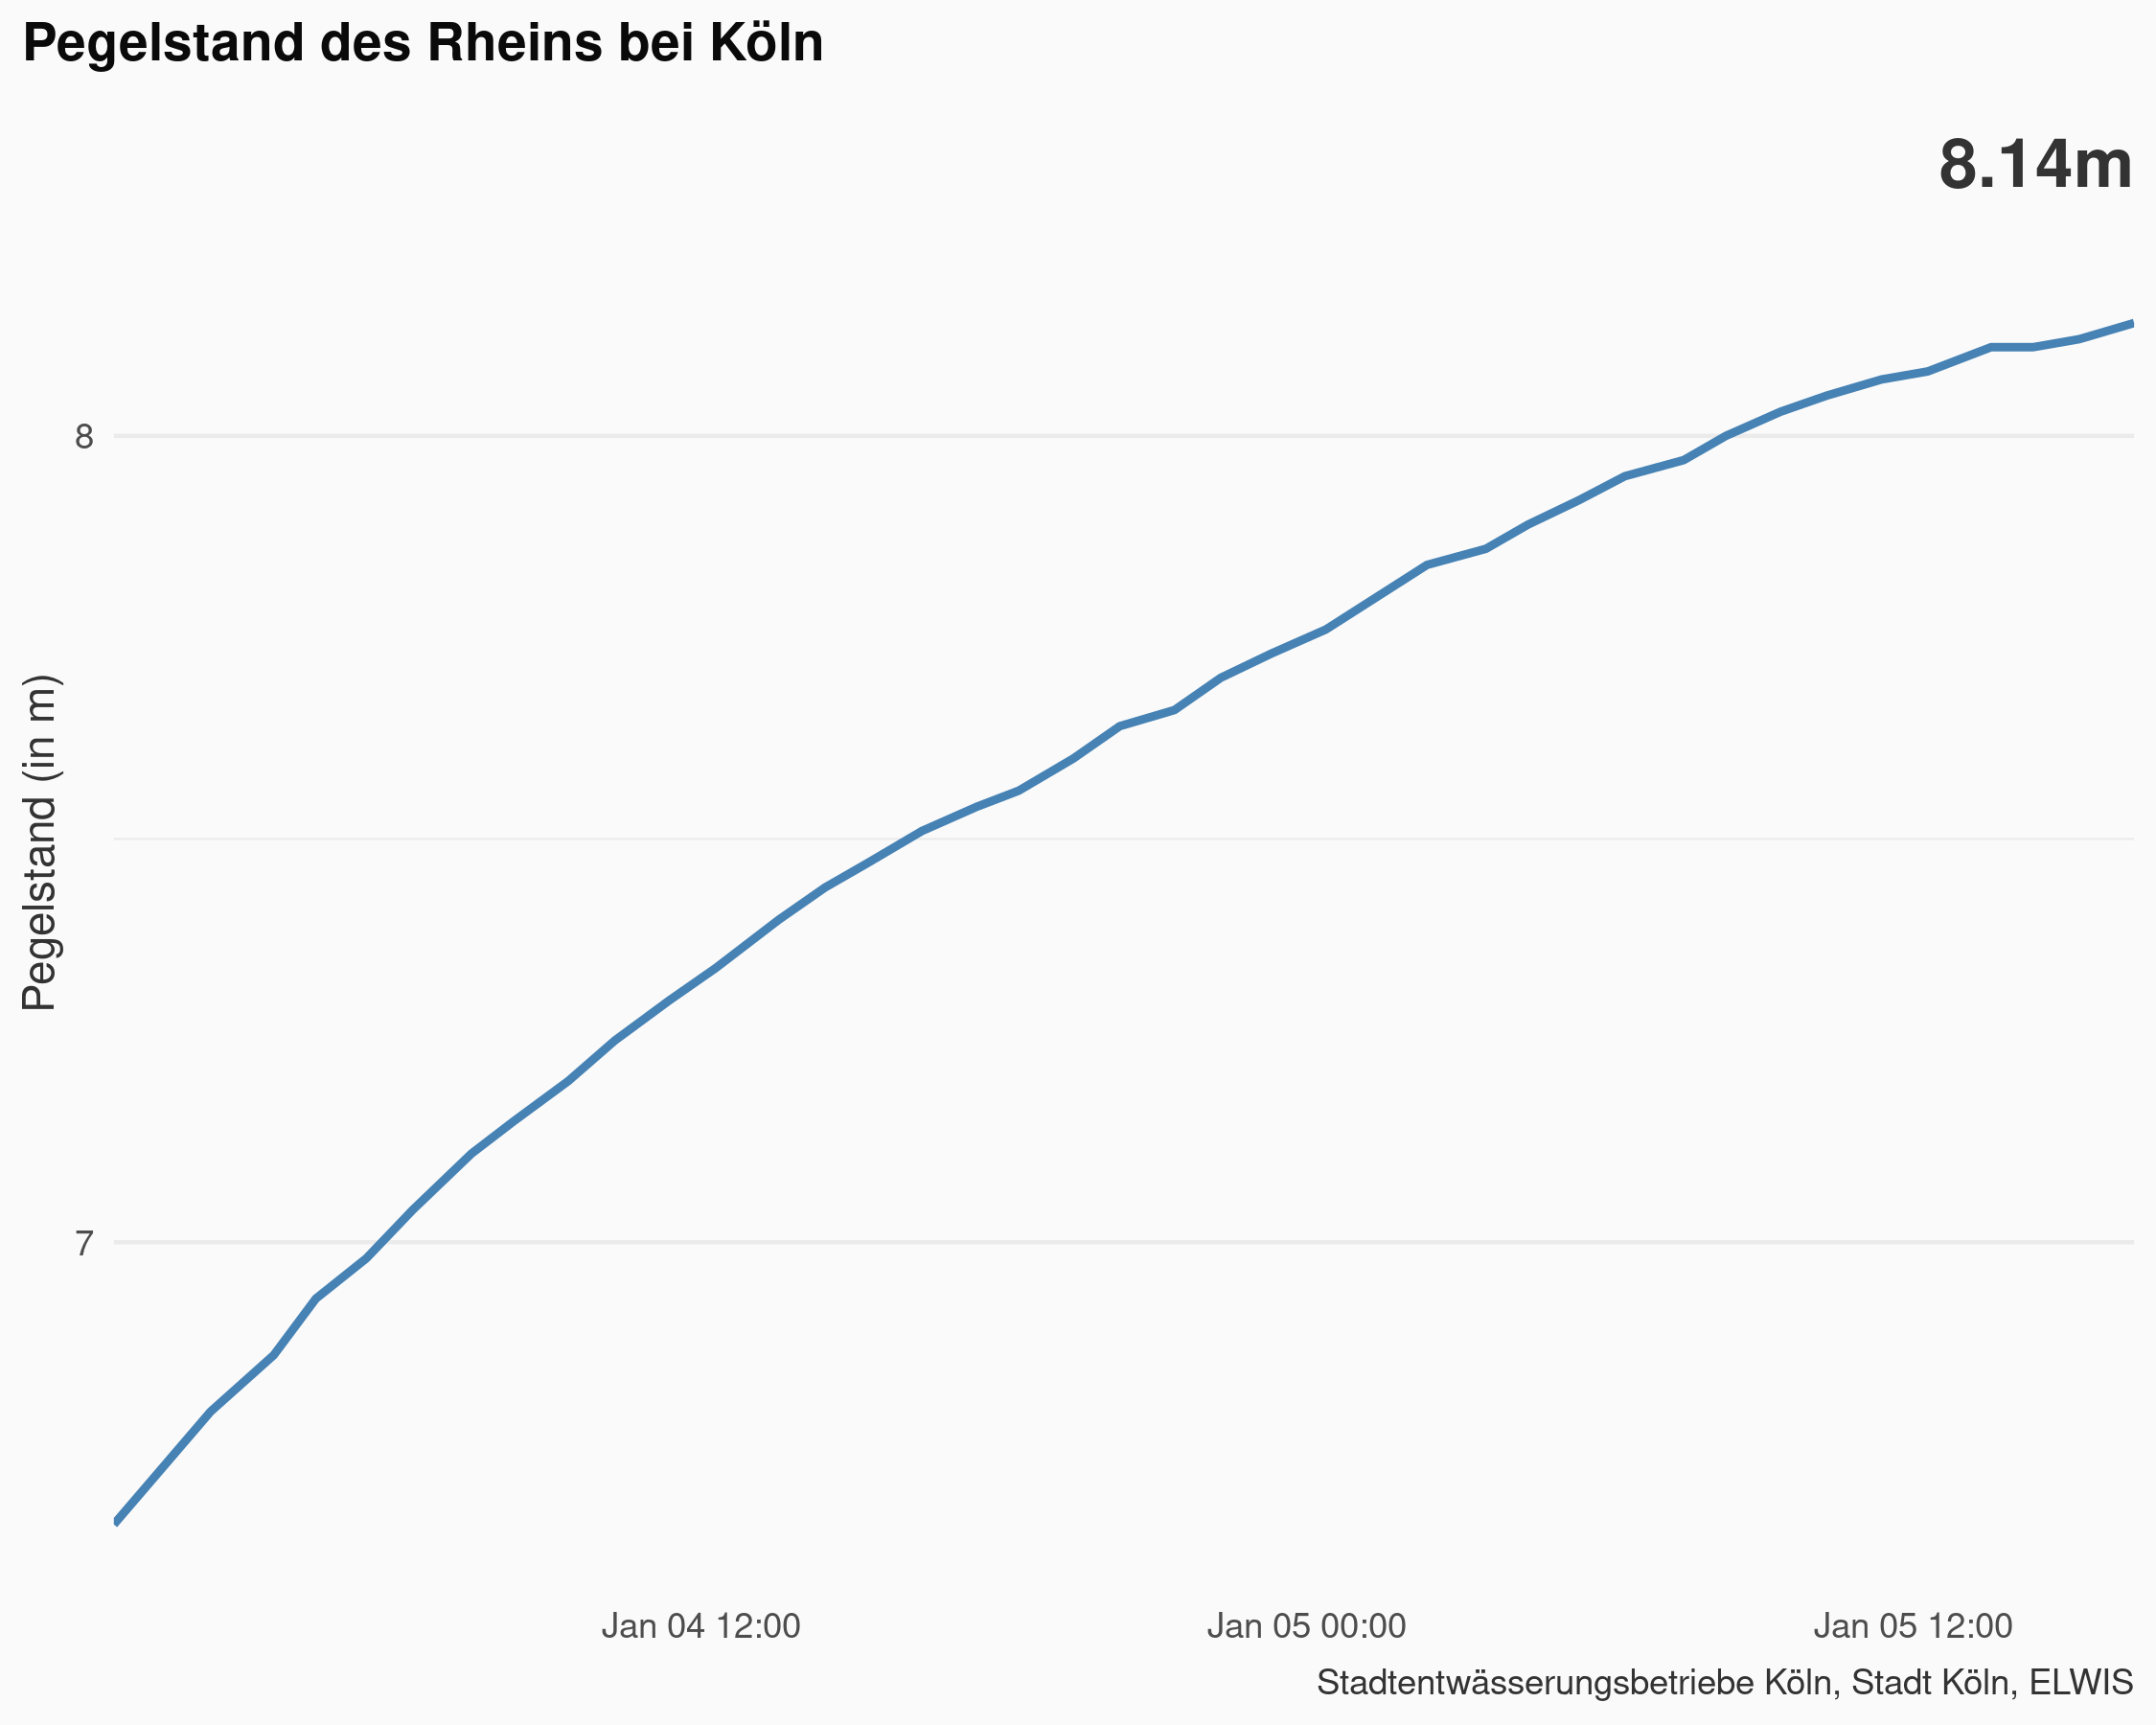 Pegelstand des Rheins bei Köln
8.14m
8
Pegelstand (in m)
7
Jan 04 12:00
Jan 05 00:00
Jan 05 12:00
Stadtentwässerungsbetriebe Köln, Stadt Köln, ELWIS